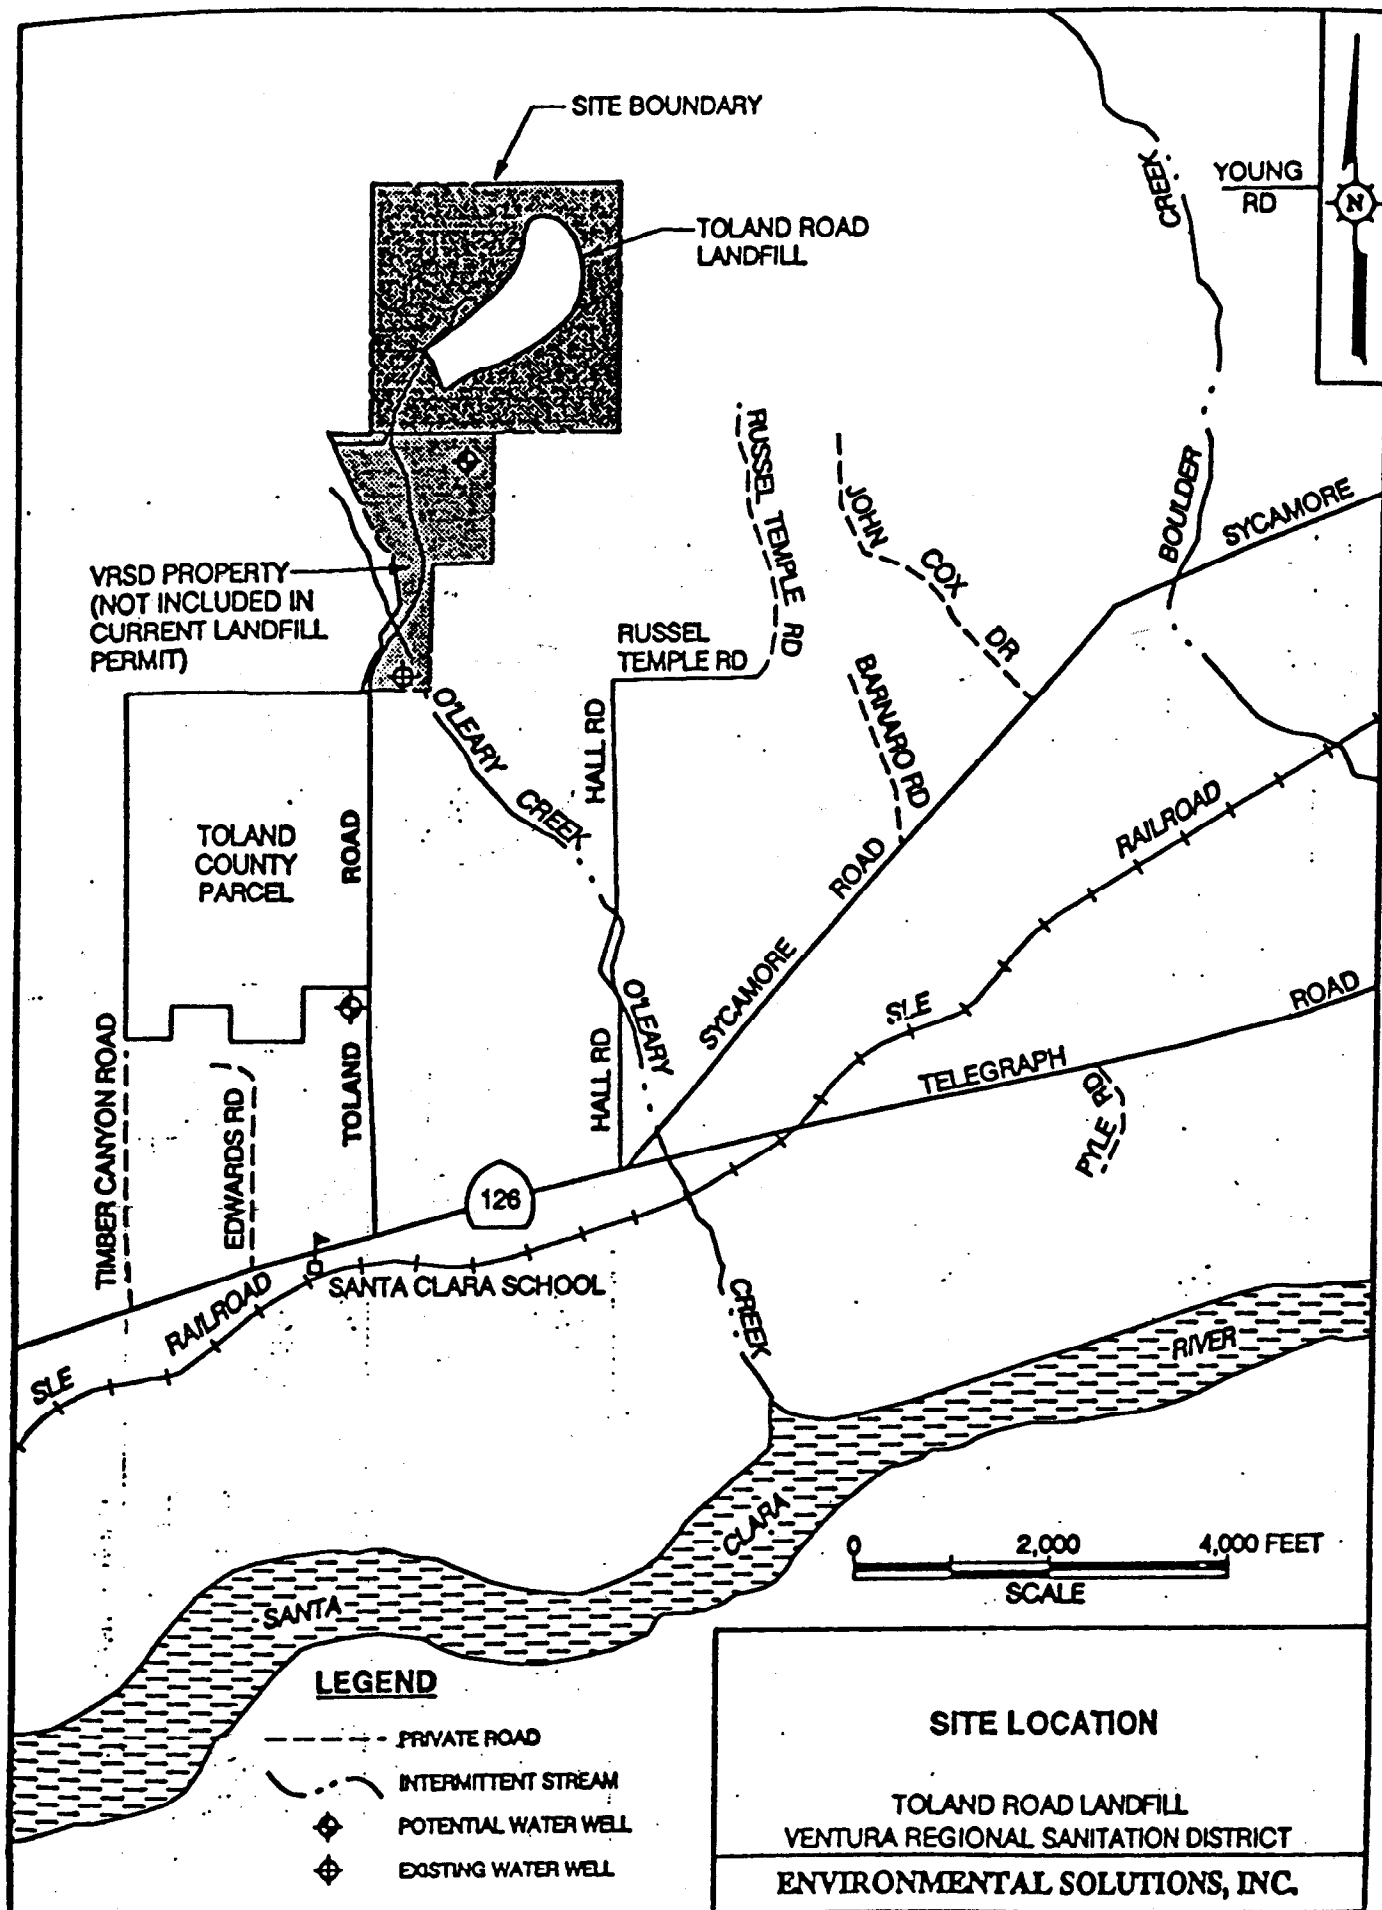 SITE BOUNDARY
TOLAND ROAD
LANDFILL
CREEK
YOUNG
RD
N
RUSSEL TEMPLE RD
JOHN COX DR
BOULDER
SYCAMORE
VRSD PROPERTY
(NOT INCLUDED IN
CURRENT LANDFILL
PERMIT)
RUSSEL
TEMPLE RD
BARNARO RD
O'LEARY
CREEK
HALL RD
TOLAND
COUNTY
PARCEL
ROAD
ROAD
RAILROAD
SYCAMORE
O'LEARY
SLE
ROAD
TELEGRAPH
PYLE RD
HALL RD
TIMBER CANYON ROAD
EDWARDS RD
TOLAND
126
SANTA CLARA SCHOOL
RAILROAD
SLE
CREEK
RIVER
CLARA
SANTA
0 2,000 4,000 FEET
SCALE
LEGEND
PRIVATE ROAD
INTERMITTENT STREAM
POTENTIAL WATER WELL
EXISTING WATER WELL
SITE LOCATION
TOLAND ROAD LANDFILL
VENTURA REGIONAL SANITATION DISTRICT
ENVIRONMENTAL SOLUTIONS, INC.